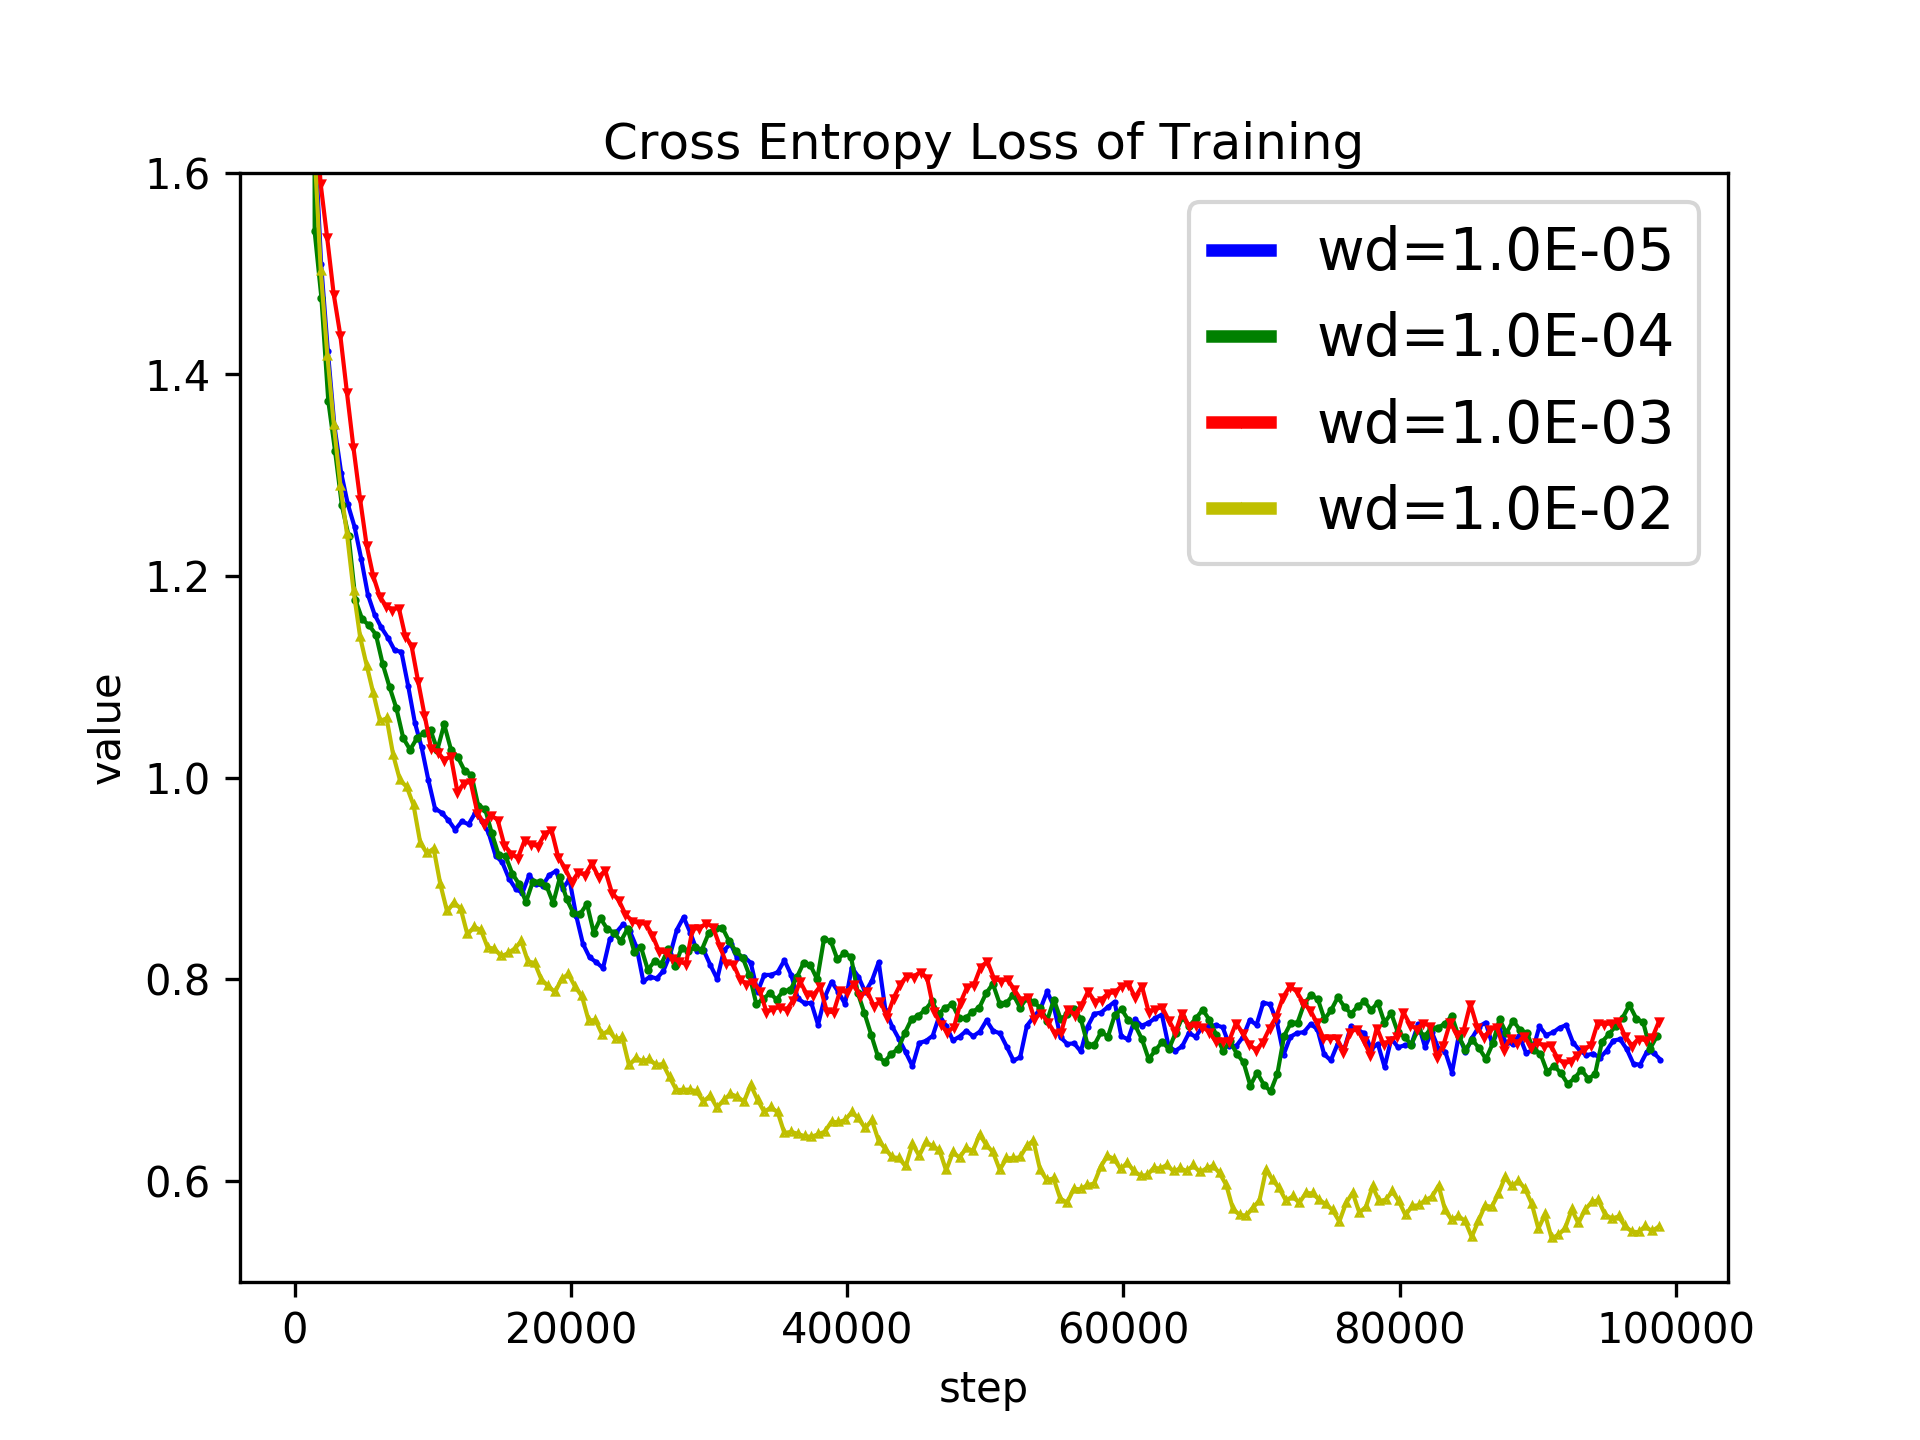 Cross Entropy Loss of Training
1.6
1.4
1.2
1.0
0.8
0.6
value
wd=1.0E-05
wd=1.0E-04
wd=1.0E-03
wd=1.0E-02
0 20000 40000 60000 80000 100000
step